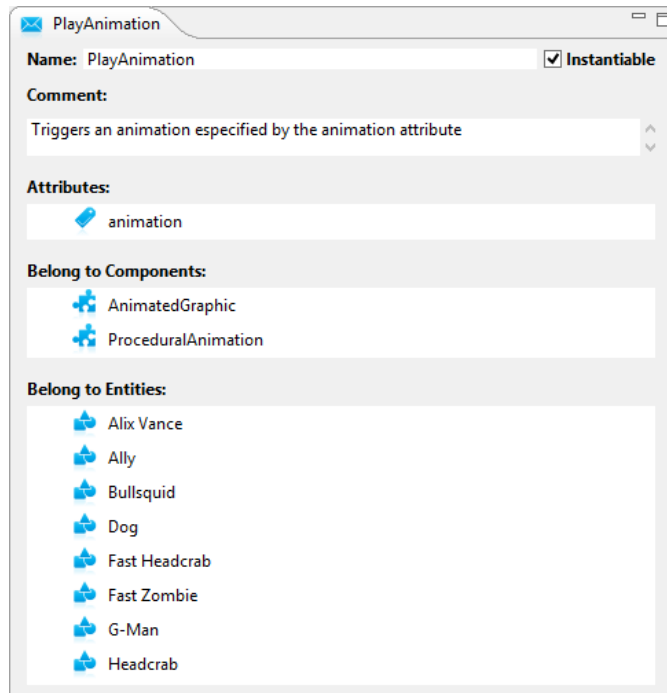 PlayAnimation
Name: PlayAnimation Instantiable
Comment:
Triggers an animation especified by the animation attribute
Attributes:
animation
Belong to Components:
AnimatedGraphic
ProceduralAnimation
Belong to Entities:
Alix Vance
Ally
Bullsquid
Dog
Fast Headcrab
Fast Zombie
G-Man
Headcrab